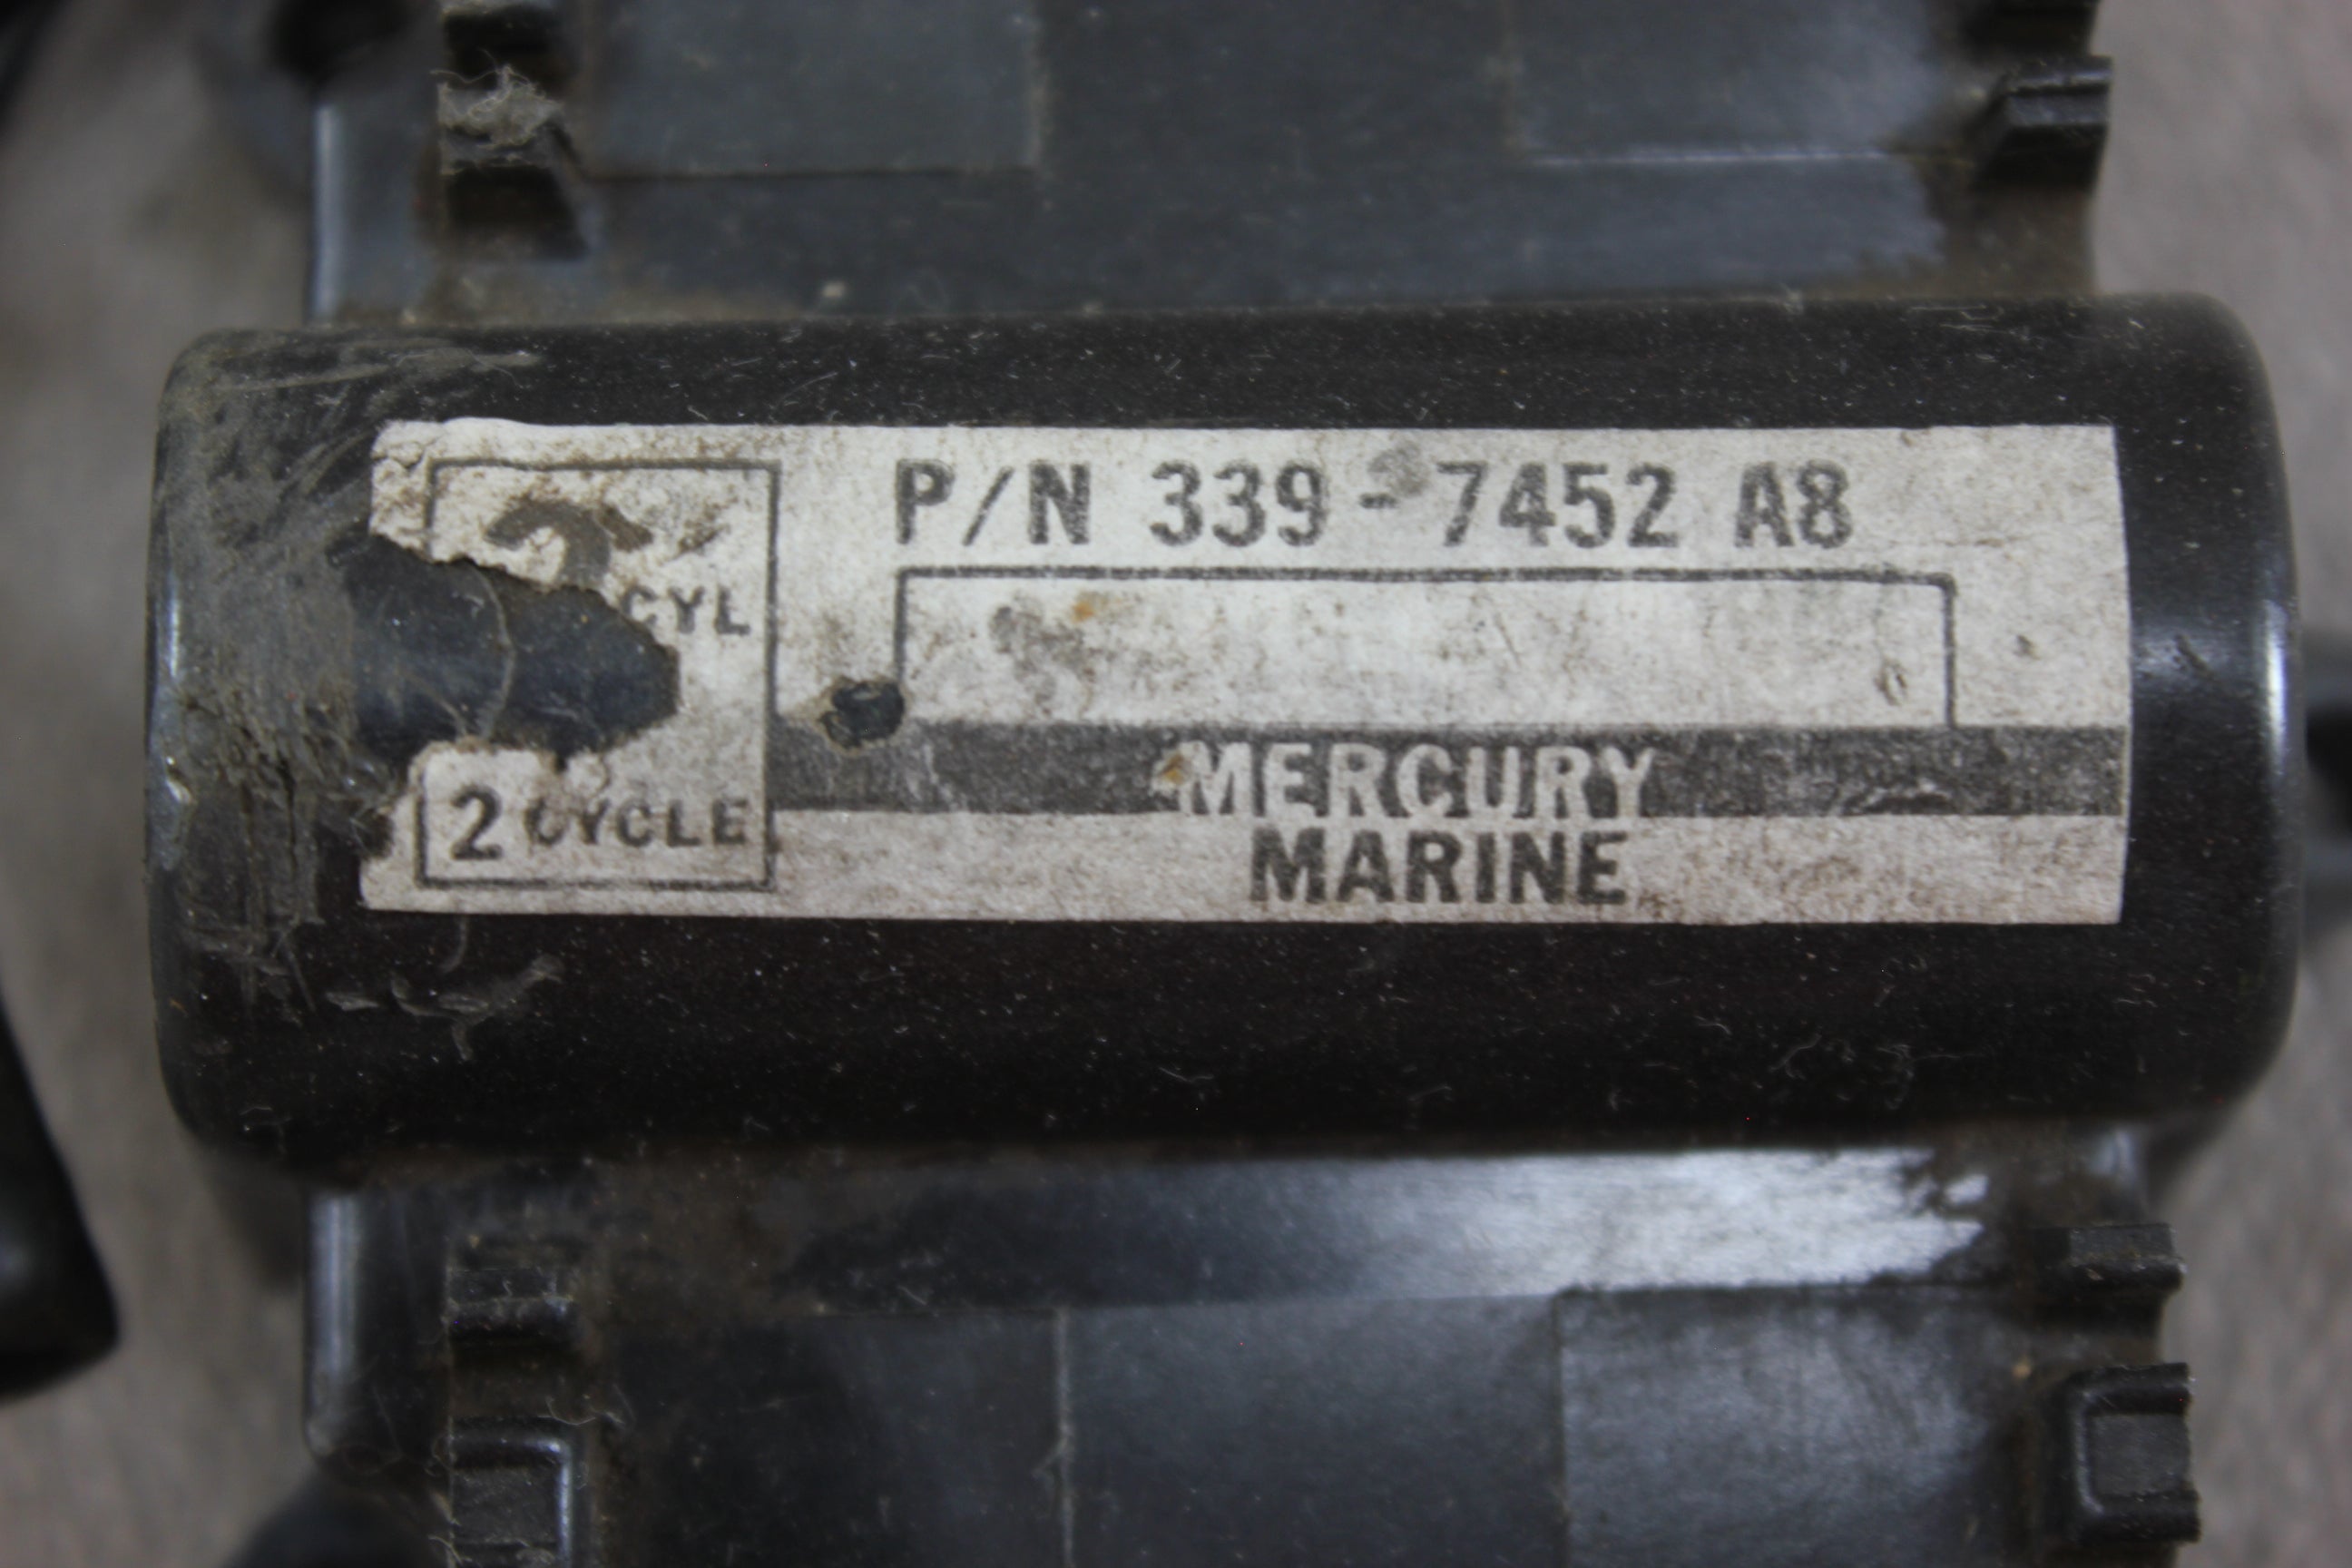 P/N 339-7452 A8
CYL
2 CYCLE
MERCURY
MARINE